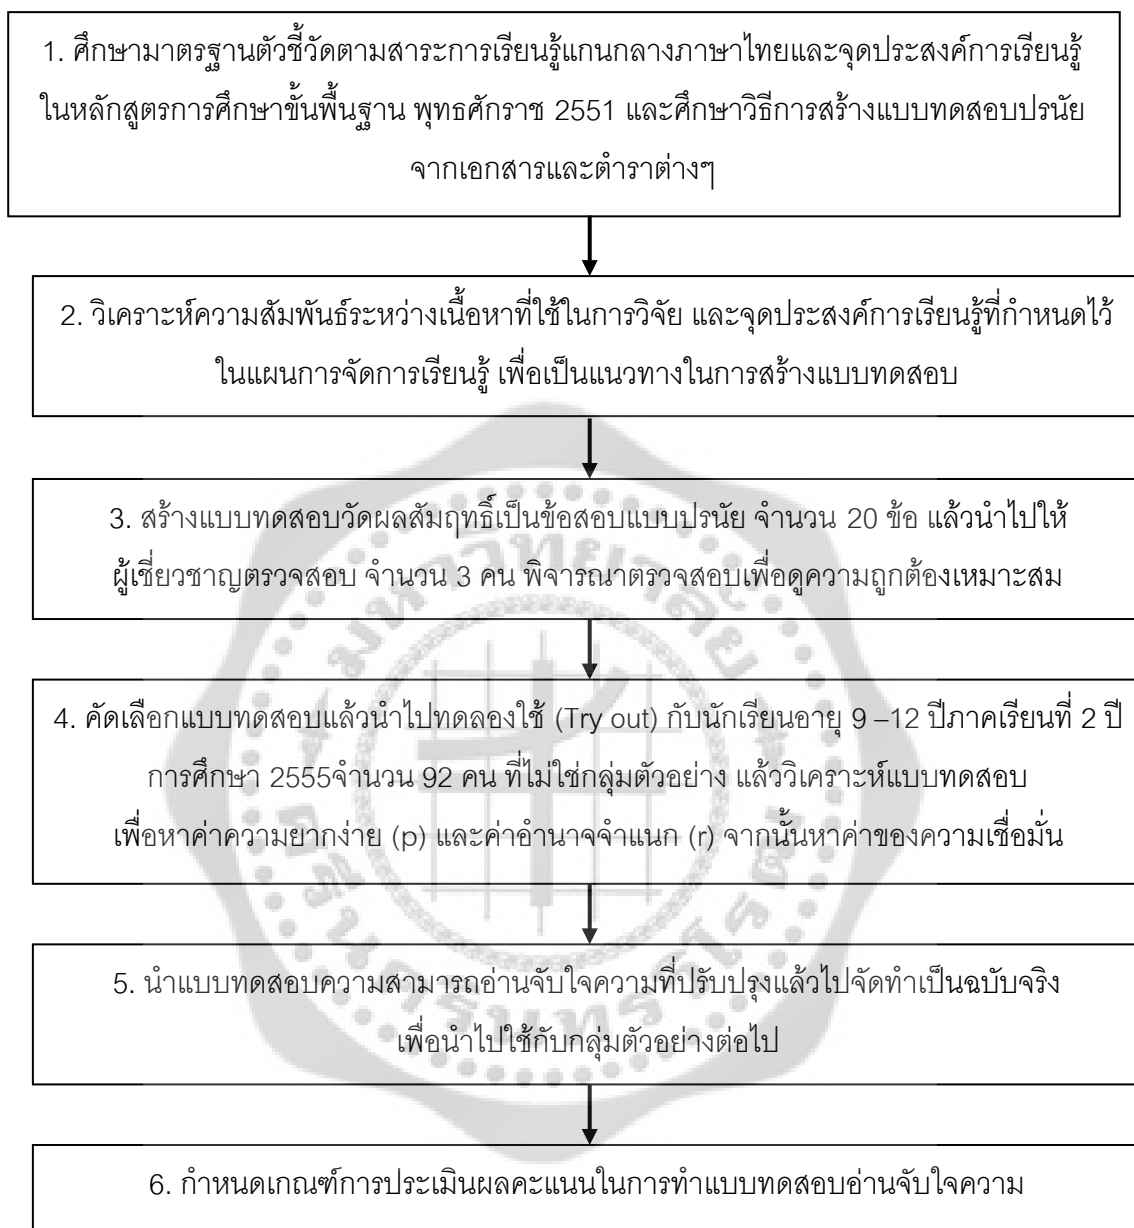 1. ศึกษามาตรฐานตัวชี้วัดตามสาระการเรียนรู้แกนกลางภาษาไทยและจุดประสงค์การเรียนรู้
ในหลักสูตรการศึกษาขั้นพื้นฐาน พุทธศักราช 2551 และศึกษาวิธีการสร้างแบบทดสอบปรนัย
จากเอกสารและตำราต่างๆ
2. วิเคราะห์ความสัมพันธ์ระหว่างเนื้อหาที่ใช้ในการวิจัย และจุดประสงค์การเรียนรู้ที่กำหนดไว้
ในแผนการจัดการเรียนรู้ เพื่อเป็นแนวทางในการสร้างแบบทดสอบ
3. สร้างแบบทดสอบวัดผลสัมฤทธิ์เป็นข้อสอบแบบปรนัย จำนวน 20 ข้อ แล้วนำไปให้
ผู้เชี่ยวชาญตรวจสอบ จำนวน 3 คน พิจารณาตรวจสอบเพื่อดูความถูกต้องเหมาะสม
4. คัดเลือกแบบทดสอบแล้วนำไปทดลองใช้ (Try out) กับนักเรียนอายุ 9 –12 ปีภาคเรียนที่ 2 ปี
การศึกษา 2555จำนวน 92 คน ที่ไม่ใช่กลุ่มตัวอย่าง แล้ววิเคราะห์แบบทดสอบ
เพื่อหาค่าความยากง่าย (p) และค่าอำนาจจำแนก (r) จากนั้นหาค่าของความเชื่อมั่น
5. นำแบบทดสอบความสามารถอ่านจับใจความที่ปรับปรุงแล้วไปจัดทำเป็นฉบับจริง
เพื่อนำไปใช้กับกลุ่มตัวอย่างต่อไป
6. กำหนดเกณฑ์การประเมินผลคะแนนในการทำแบบทดสอบอ่านจับใจความ
มหาวิทยาลัย
ศรีนครินทรวิโรฒ